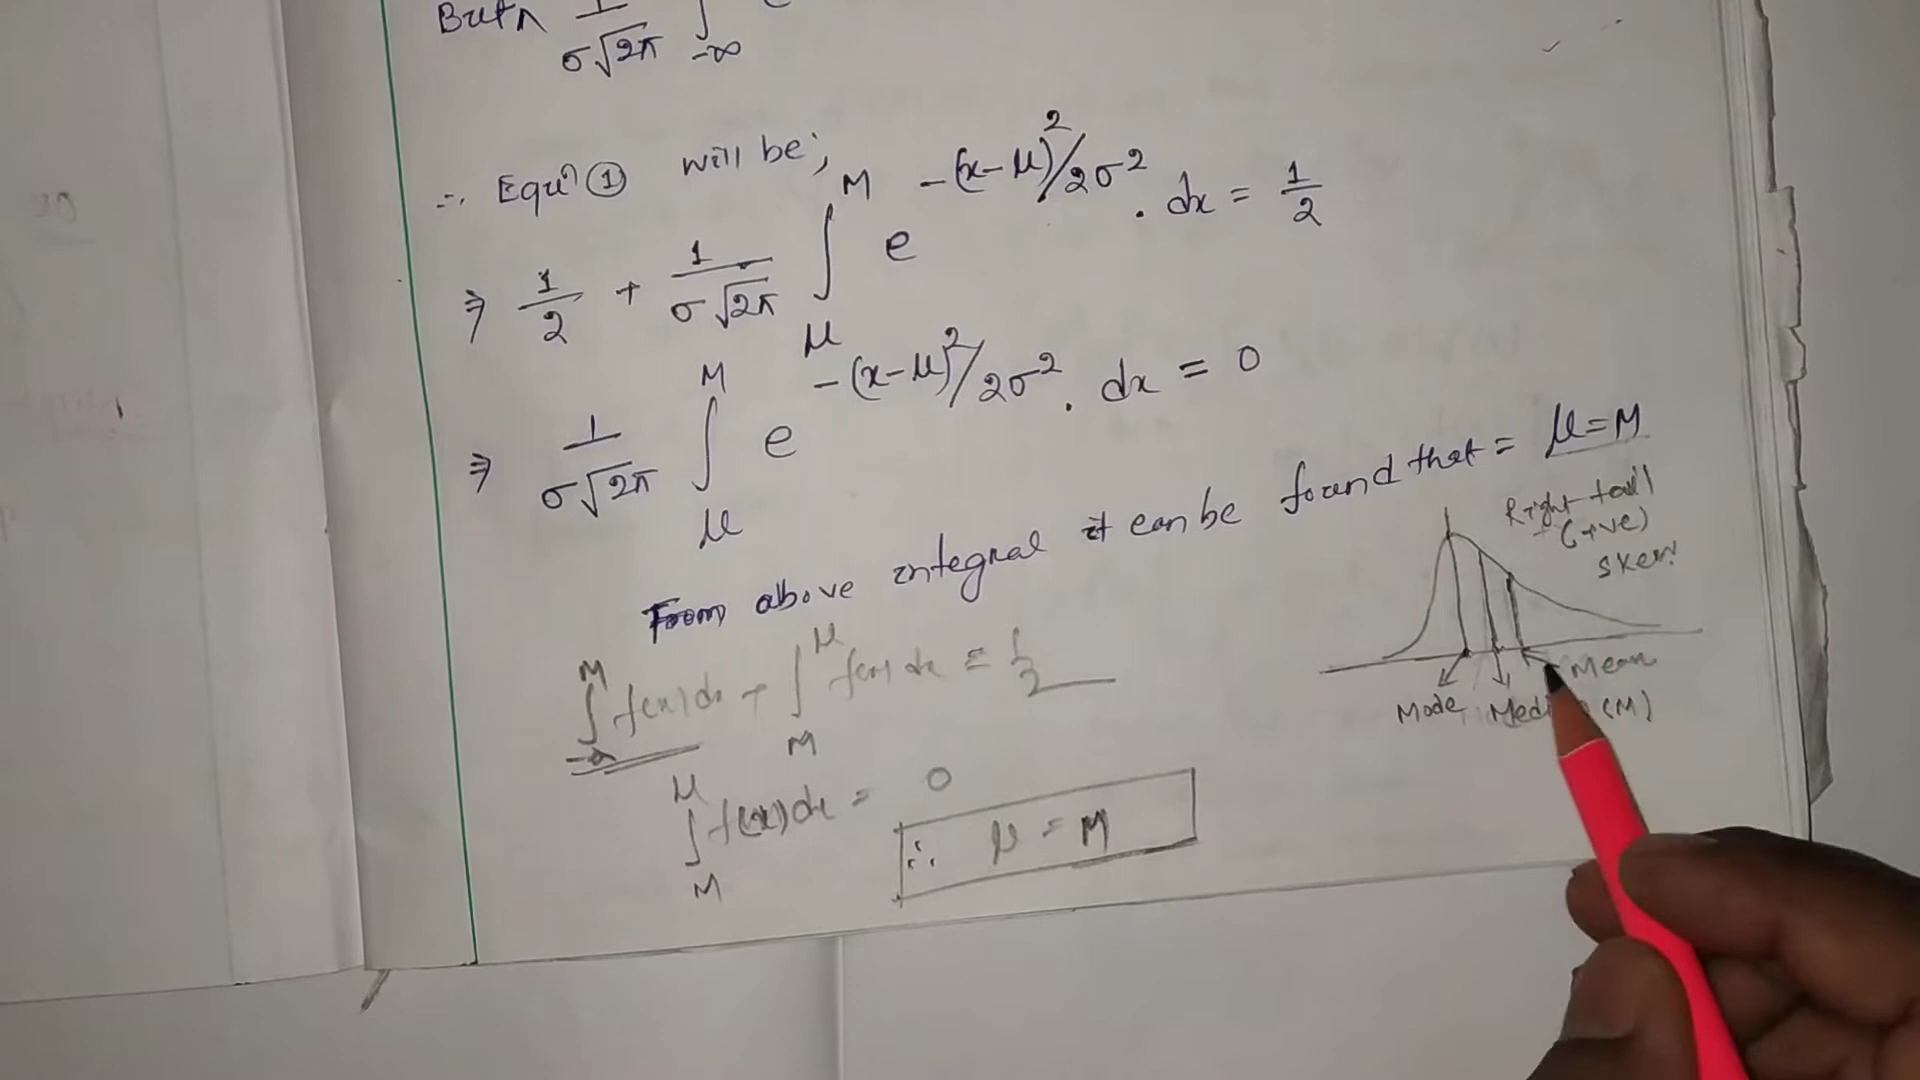 But, 1/σ√2π ∫ -∞
∴ Equⁿ ① will be;
⇒ 1/2 + 1/σ√2π ∫_μ^M e^-(x-μ)²/2σ² . dx = 1/2
⇒ 1/σ√2π ∫_μ^M e^-(x-μ)²/2σ² . dx = 0
From above integral it can be found that = μ=M
Right tail
(+ve)
skew
∫_-∞^M f(x)dx + ∫_M^μ f(x)dx = 1/2
Mean
Mode
(M)
∫_M^μ f(x)dx = 0
∴ μ = M